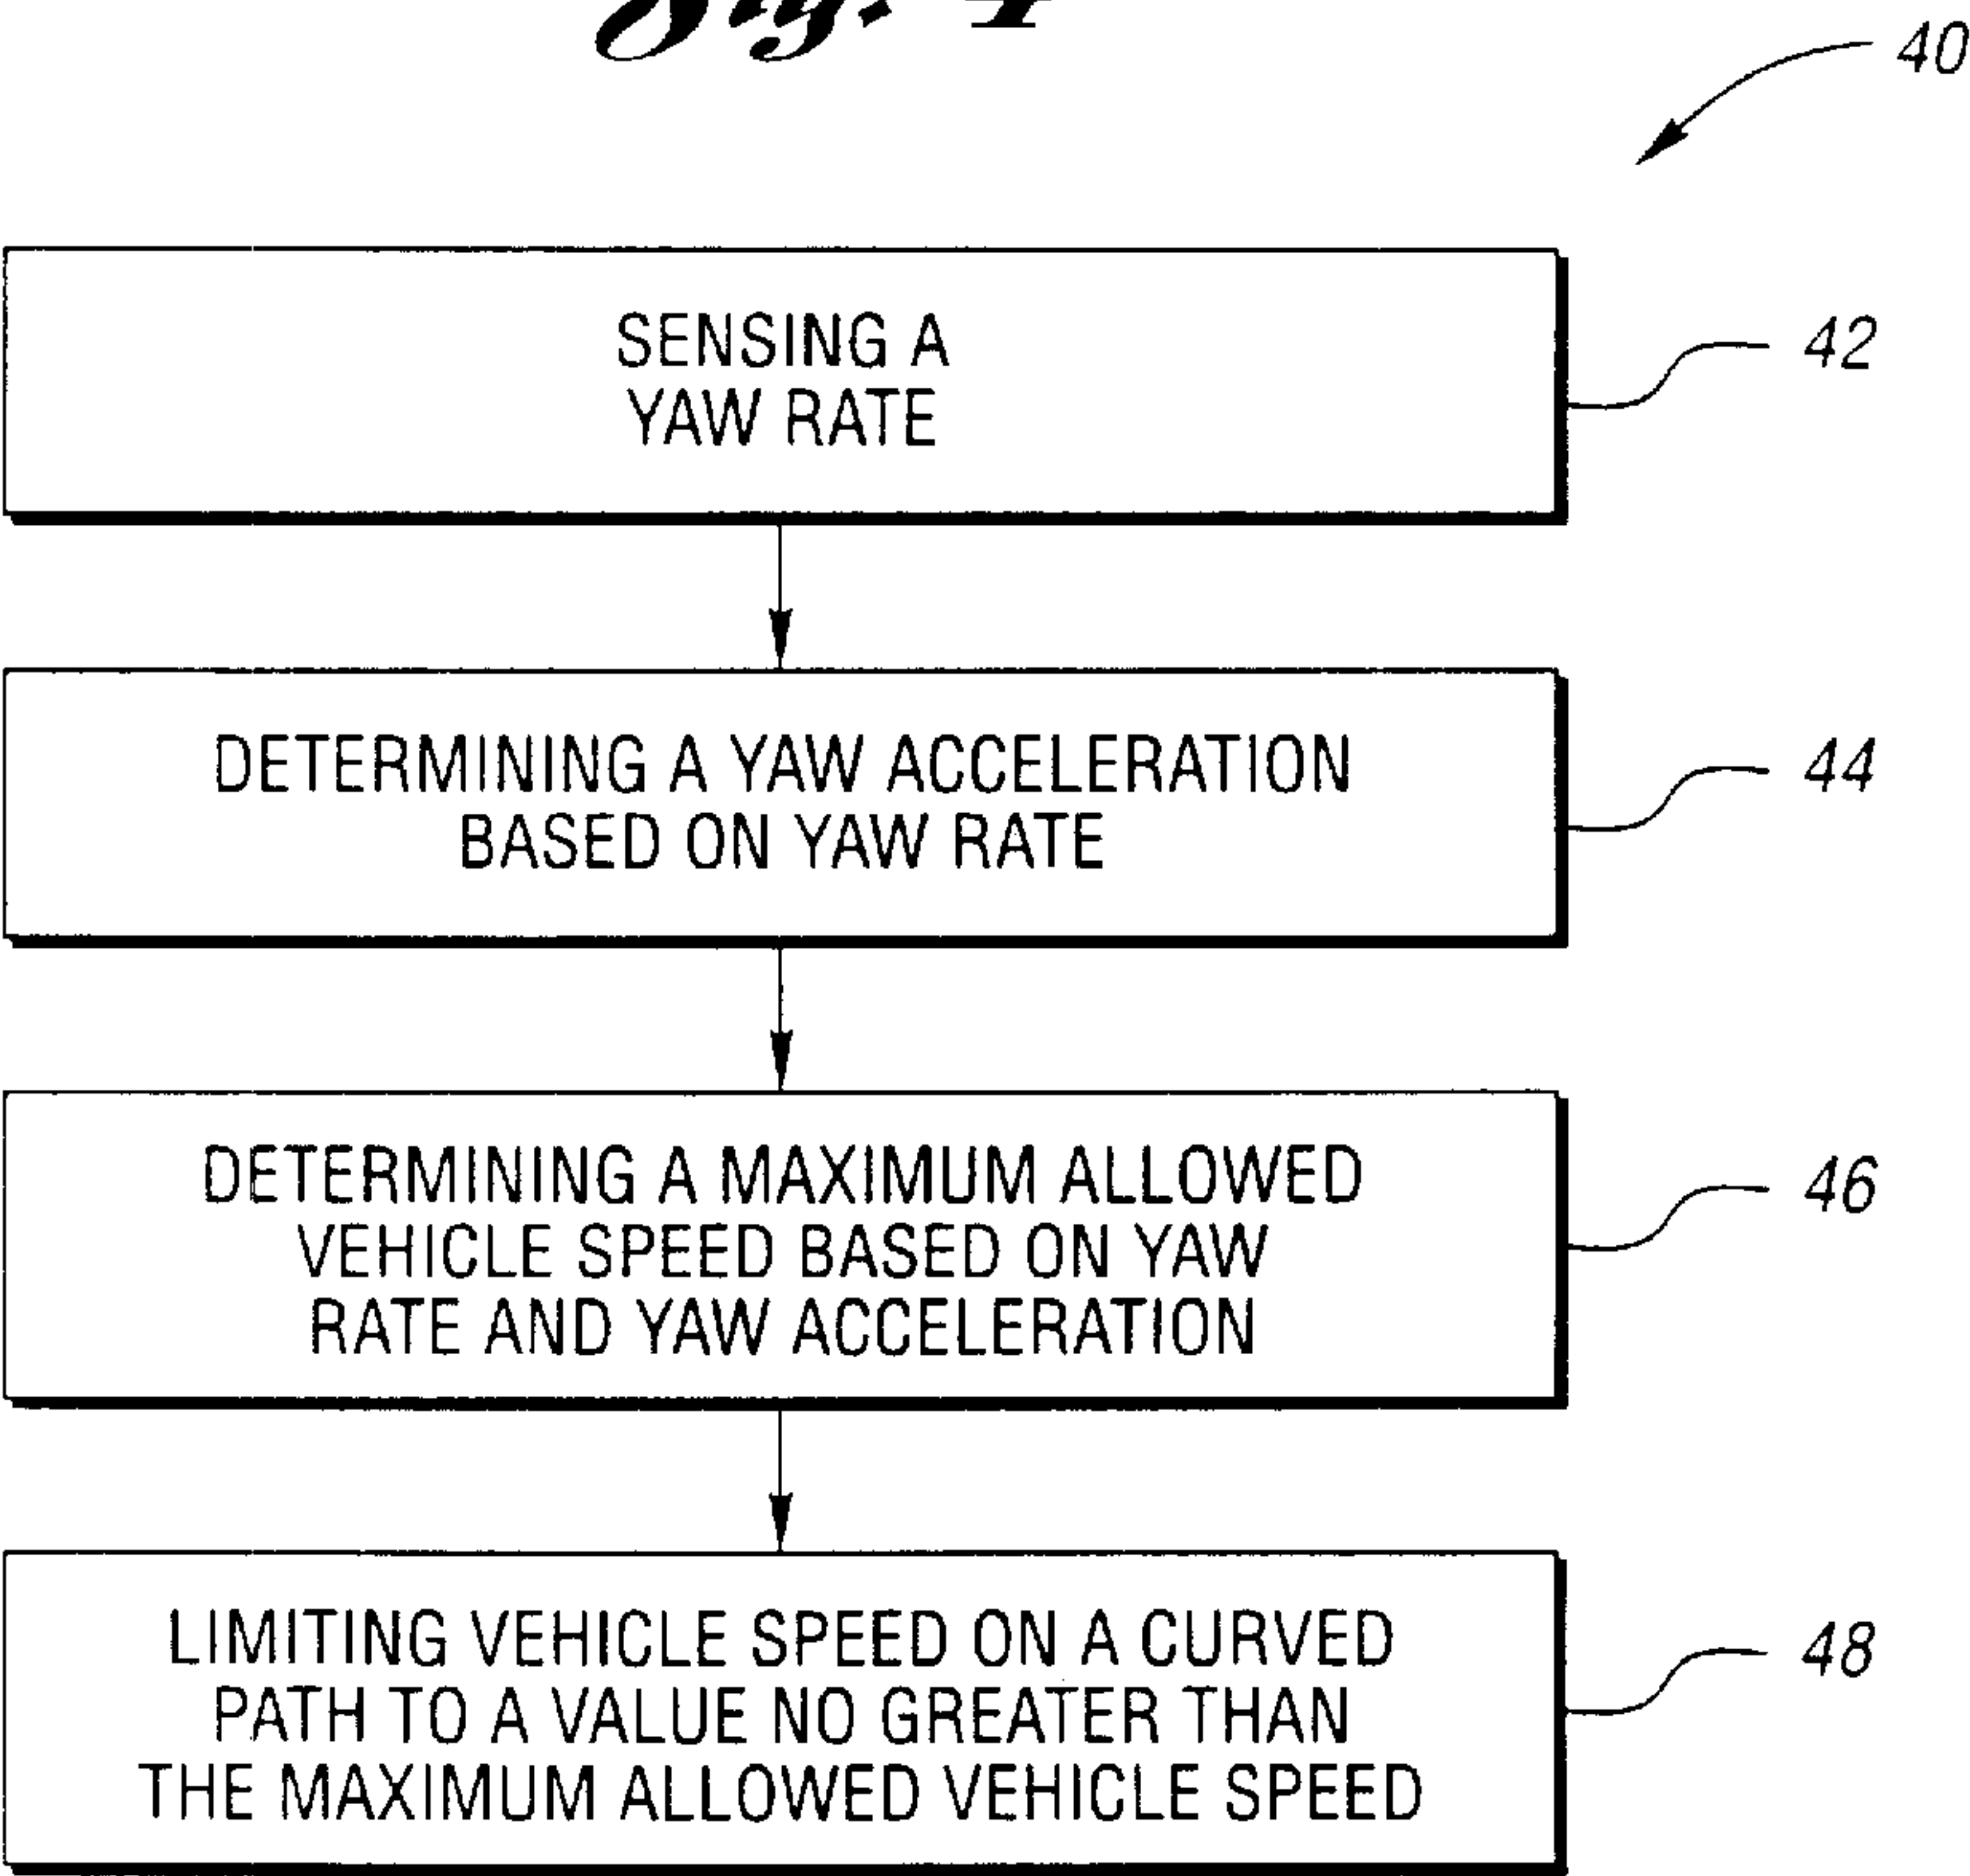 40
SENSING A
YAW RATE
42
DETERMINING A YAW ACCELERATION
BASED ON YAW RATE
44
DETERMINING A MAXIMUM ALLOWED
VEHICLE SPEED BASED ON YAW
RATE AND YAW ACCELERATION
46
LIMITING VEHICLE SPEED ON A CURVED
PATH TO A VALUE NO GREATER THAN
THE MAXIMUM ALLOWED VEHICLE SPEED
48